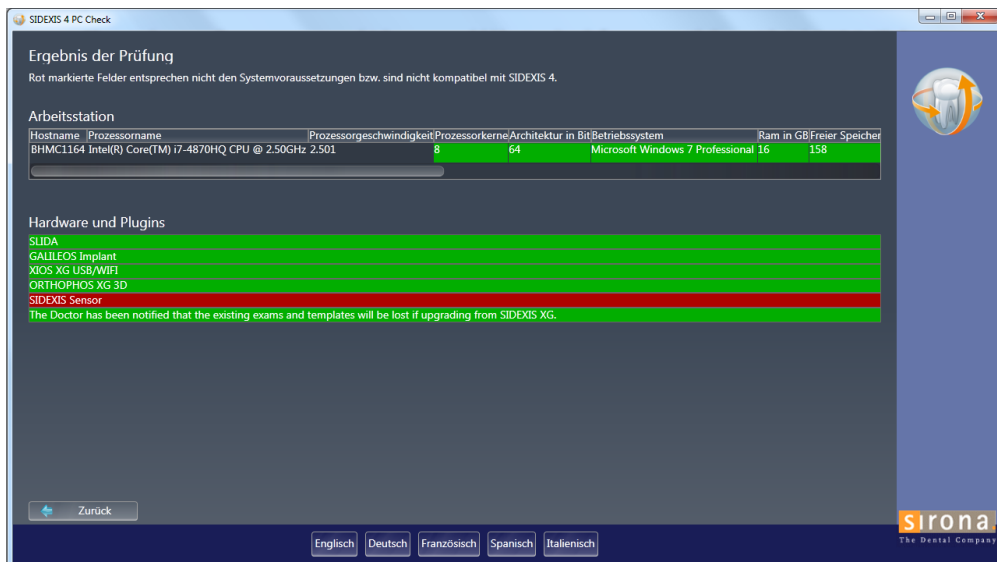 SIDEXIS 4 PC Check
Ergebnis der Prüfung
Rot markierte Felder entsprechen nicht den Systemvoraussetzungen bzw. sind nicht kompatibel mit SIDEXIS 4.
Arbeitsstation
Hostname Prozessorname Prozessorgeschwindigkeit Prozessorkerne Architektur in Bit Betriebssystem Ram in GB Freier Speicher
BHMC1164 Intel(R) Core(TM) i7-4870HQ CPU @ 2.50GHz 2.501 8 64 Microsoft Windows 7 Professional 16 158
Hardware und Plugins
SLIDA
GALILEOS Implant
XIOS XG USB/WIFI
ORTHOPHOS XG 3D
SIDEXIS Sensor
The Doctor has been notified that the existing exams and templates will be lost if upgrading from SIDEXIS XG.
Zurück
sirona.
The Dental Company
Englisch Deutsch Französisch Spanisch Italienisch